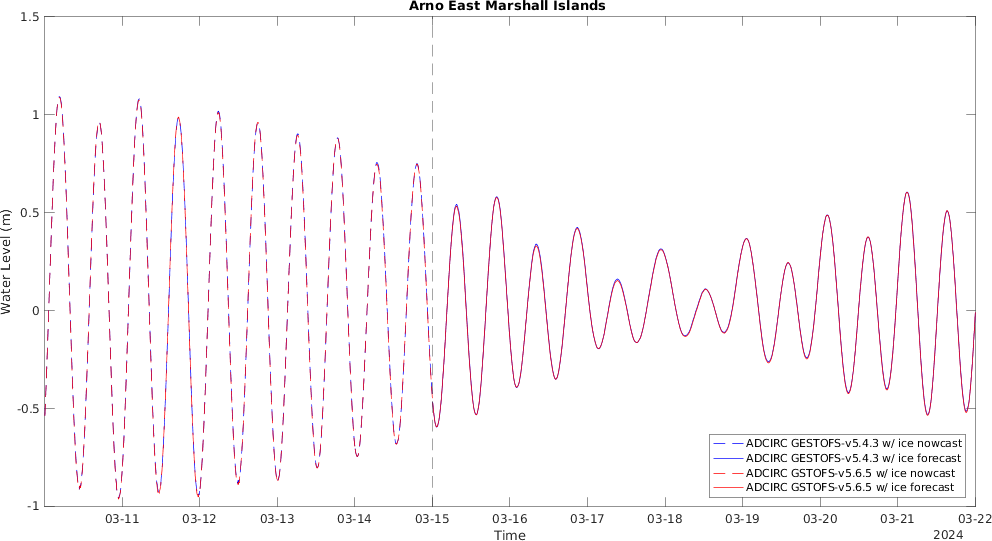 Arno East Marshall Islands
1.5
1
0.5
0
-0.5
-1
Water Level (m)
03-11
03-12
03-13
03-14
03-15
03-16
03-17
03-18
03-19
03-20
03-21
03-22
Time
2024
ADCIRC GESTOFS-v5.4.3 w/ ice nowcast
ADCIRC GESTOFS-v5.4.3 w/ ice forecast
ADCIRC GSTOFS-v5.6.5 w/ ice nowcast
ADCIRC GSTOFS-v5.6.5 w/ ice forecast